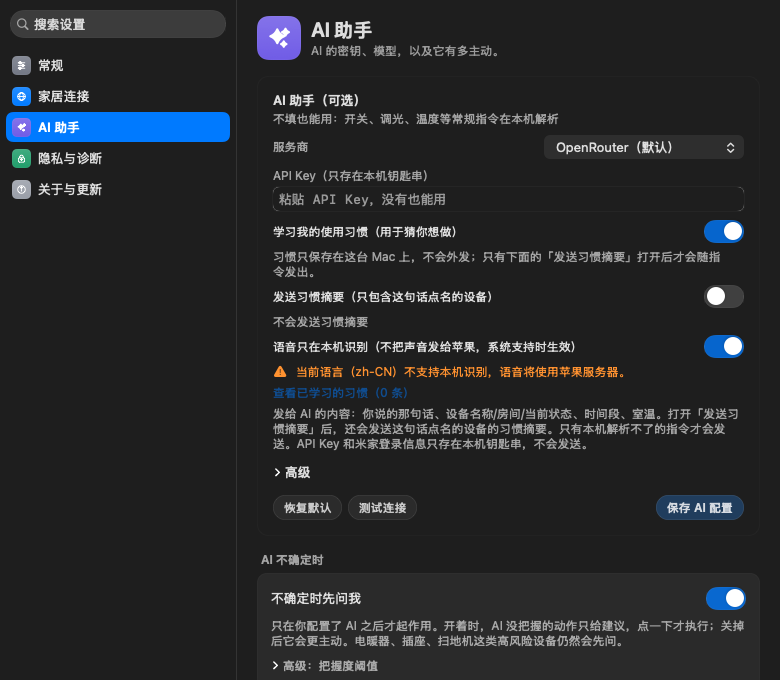 搜索设置
常规
家居连接
AI 助手
隐私与诊断
关于与更新
AI 助手
AI 的密钥、模型，以及它有多主动。
AI 助手（可选）
不填也能用：开关、调光、温度等常规指令在本机解析
服务商
OpenRouter（默认）
API Key（只存在本机钥匙串）
粘贴 API Key，没有也能用
学习我的使用习惯（用于猜你想做）
习惯只保存在这台 Mac 上，不会外发；只有下面的「发送习惯摘要」打开后才会随指
令发出。
发送习惯摘要（只包含这句话点名的设备）
不会发送习惯摘要
语音只在本机识别（不把声音发给苹果，系统支持时生效）
当前语言（zh-CN）不支持本机识别，语音将使用苹果服务器。
查看已学习的习惯（0 条）
发给 AI 的内容：你说的那句话、设备名称/房间/当前状态、时间段、室温。打开「发送习
惯摘要」后，还会发送这句话点名的设备的习惯摘要。只有本机解析不了的指令才会发
送。API Key 和米家登录信息只存在本机钥匙串，不会发送。
高级
恢复默认
测试连接
保存 AI 配置
AI 不确定时
不确定时先问我
只在你配置了 AI 之后才起作用。开着时，AI 没把握的动作只给建议，点一下才执行；关掉
后它会更主动。电暖器、插座、扫地机这类高风险设备仍然会先问。
高级：把握度阈值